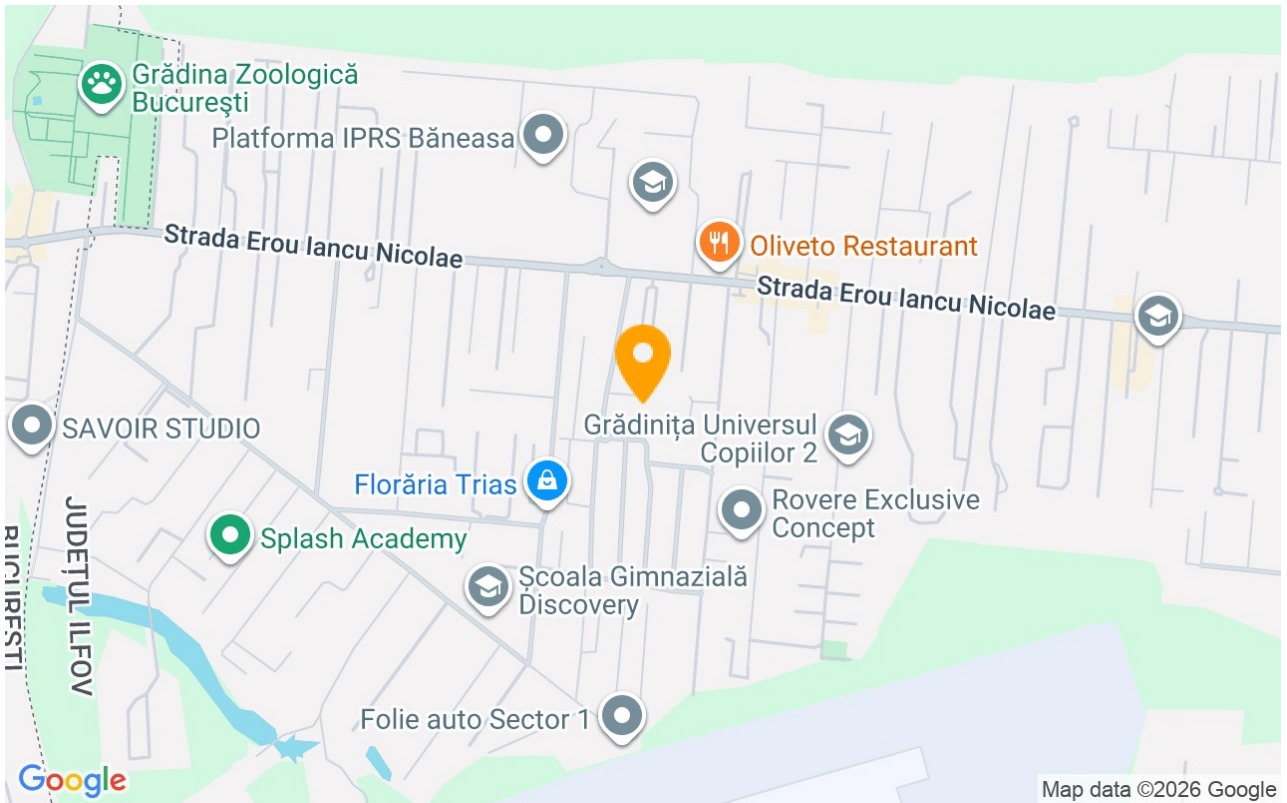 Grădina Zoologică
Bucureşti
Platforma IPRS Băneasa
Strada Erou Iancu Nicolae
Oliveto Restaurant
Strada Erou Iancu Nicolae
SAVOIR STUDIO
Grădinița Universul
Copiilor 2
Florăria Trias
Rovere Exclusive
Concept
Splash Academy
Școala Gimnazială
Discovery
JUDEȚUL ILFOV
BUCUREȘTI
Folie auto Sector 1
Google
Map data ©2026 Google